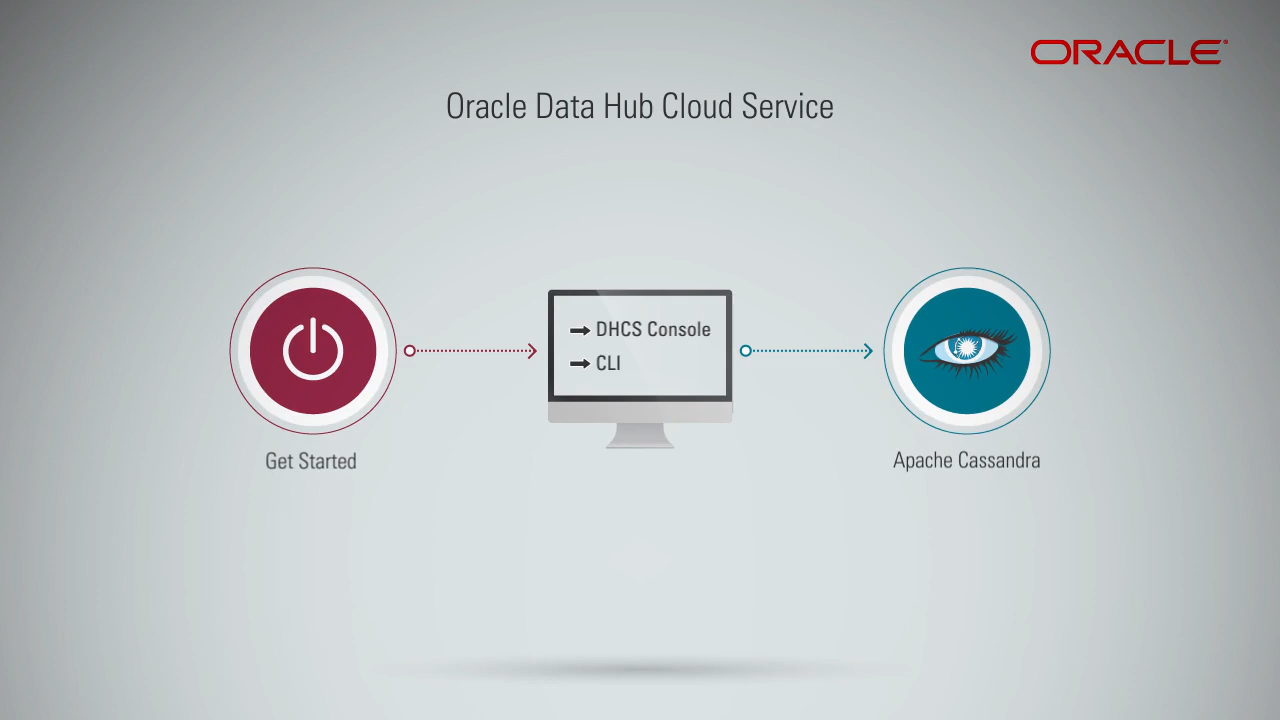 ORACLE
Oracle Data Hub Cloud Service
DHCS Console
CLI
Get Started
Apache Cassandra